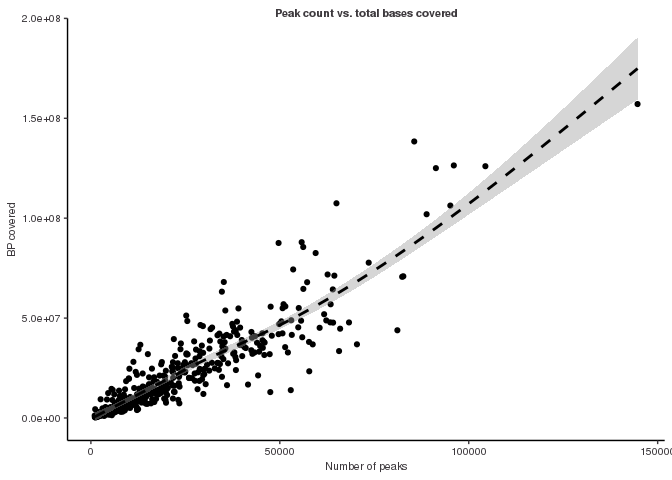 Peak count vs. total bases covered
2.0e+08
1.5e+08
1.0e+08
5.0e+07
0.0e+00
BP covered
0
50000
100000
150000
Number of peaks